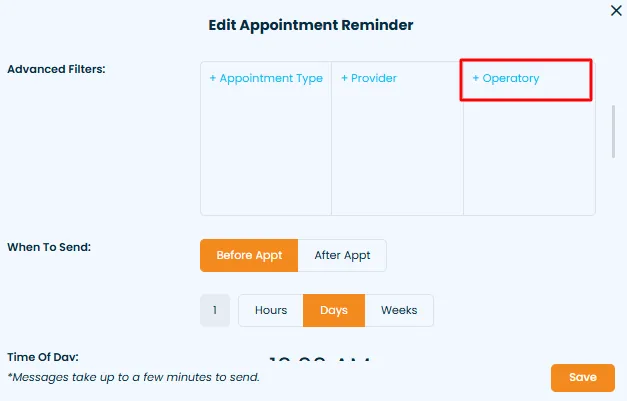 Edit Appointment Reminder
Advanced Filters:
+ Appointment Type
+ Provider
+ Operatory
When To Send:
Before Appt
After Appt
1
Hours
Days
Weeks
Time Of Day:
*Messages take up to a few minutes to send.
Save